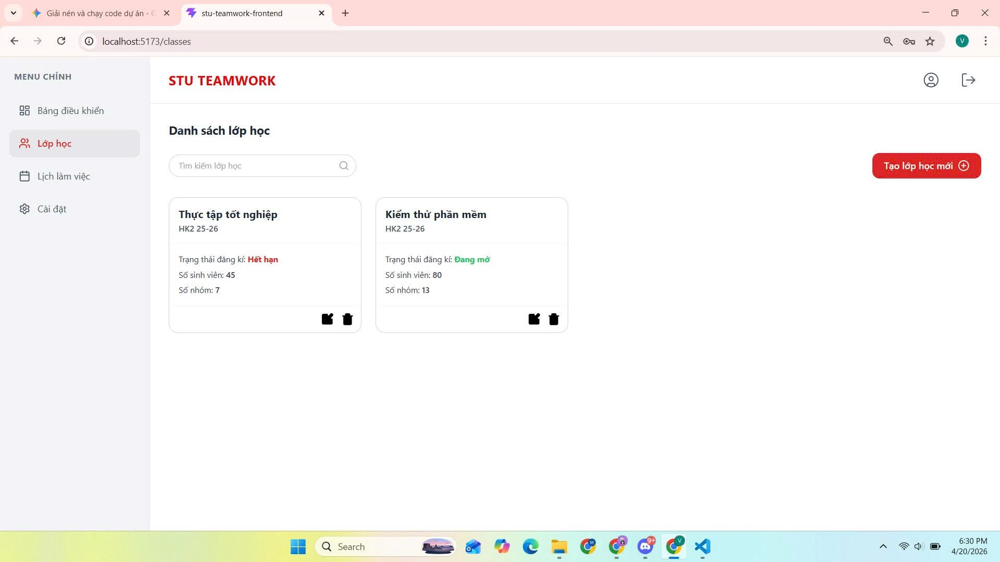 Giải nén và chạy code dự án - G
stu-teamwork-frontend
localhost:5173/classes
V
MENU CHÍNH
STU TEAMWORK
Bảng điều khiển
Lớp học
Lịch làm việc
Cài đặt
Danh sách lớp học
Tìm kiếm lớp học
Tạo lớp học mới
Thực tập tốt nghiệp
HK2 25-26
Trạng thái đăng kí: Hết hạn
Số sinh viên: 45
Số nhóm: 7
Kiểm thử phần mềm
HK2 25-26
Trạng thái đăng kí: Đang mở
Số sinh viên: 80
Số nhóm: 13
Search
M
9+
V
6:30 PM
4/20/2026